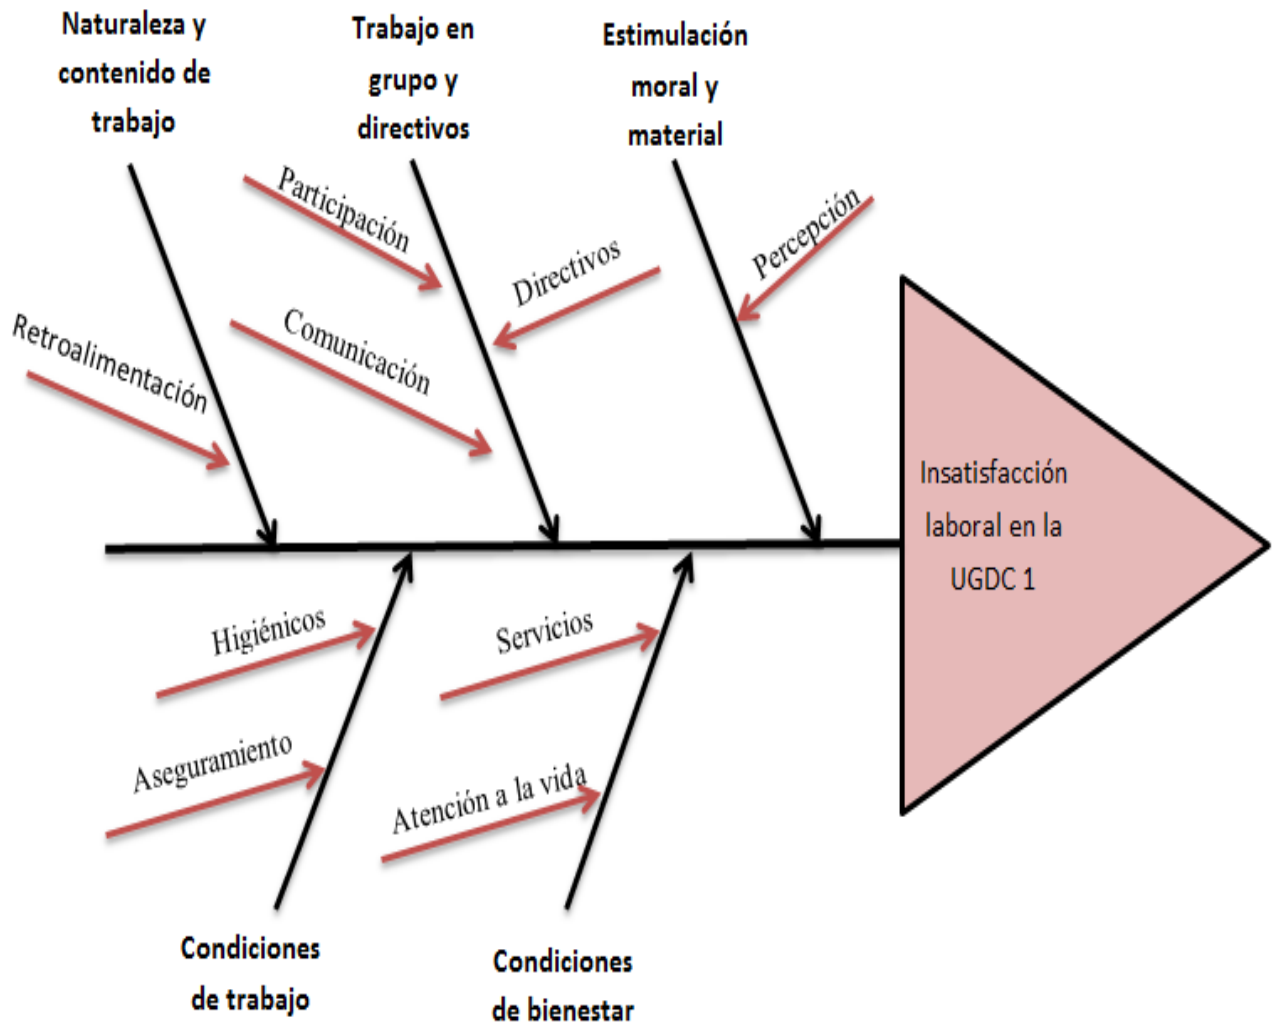 Naturaleza y
contenido de
trabajo
Trabajo en
grupo y
directivos
Estimulación
moral y
material
Participación
Directivos
Percepción
Comunicación
Retroalimentación
Insatisfacción
laboral en la
UGDC 1
Higiénicos
Servicios
Aseguramiento
Atención a la vida
Condiciones
de trabajo
Condiciones
de bienestar